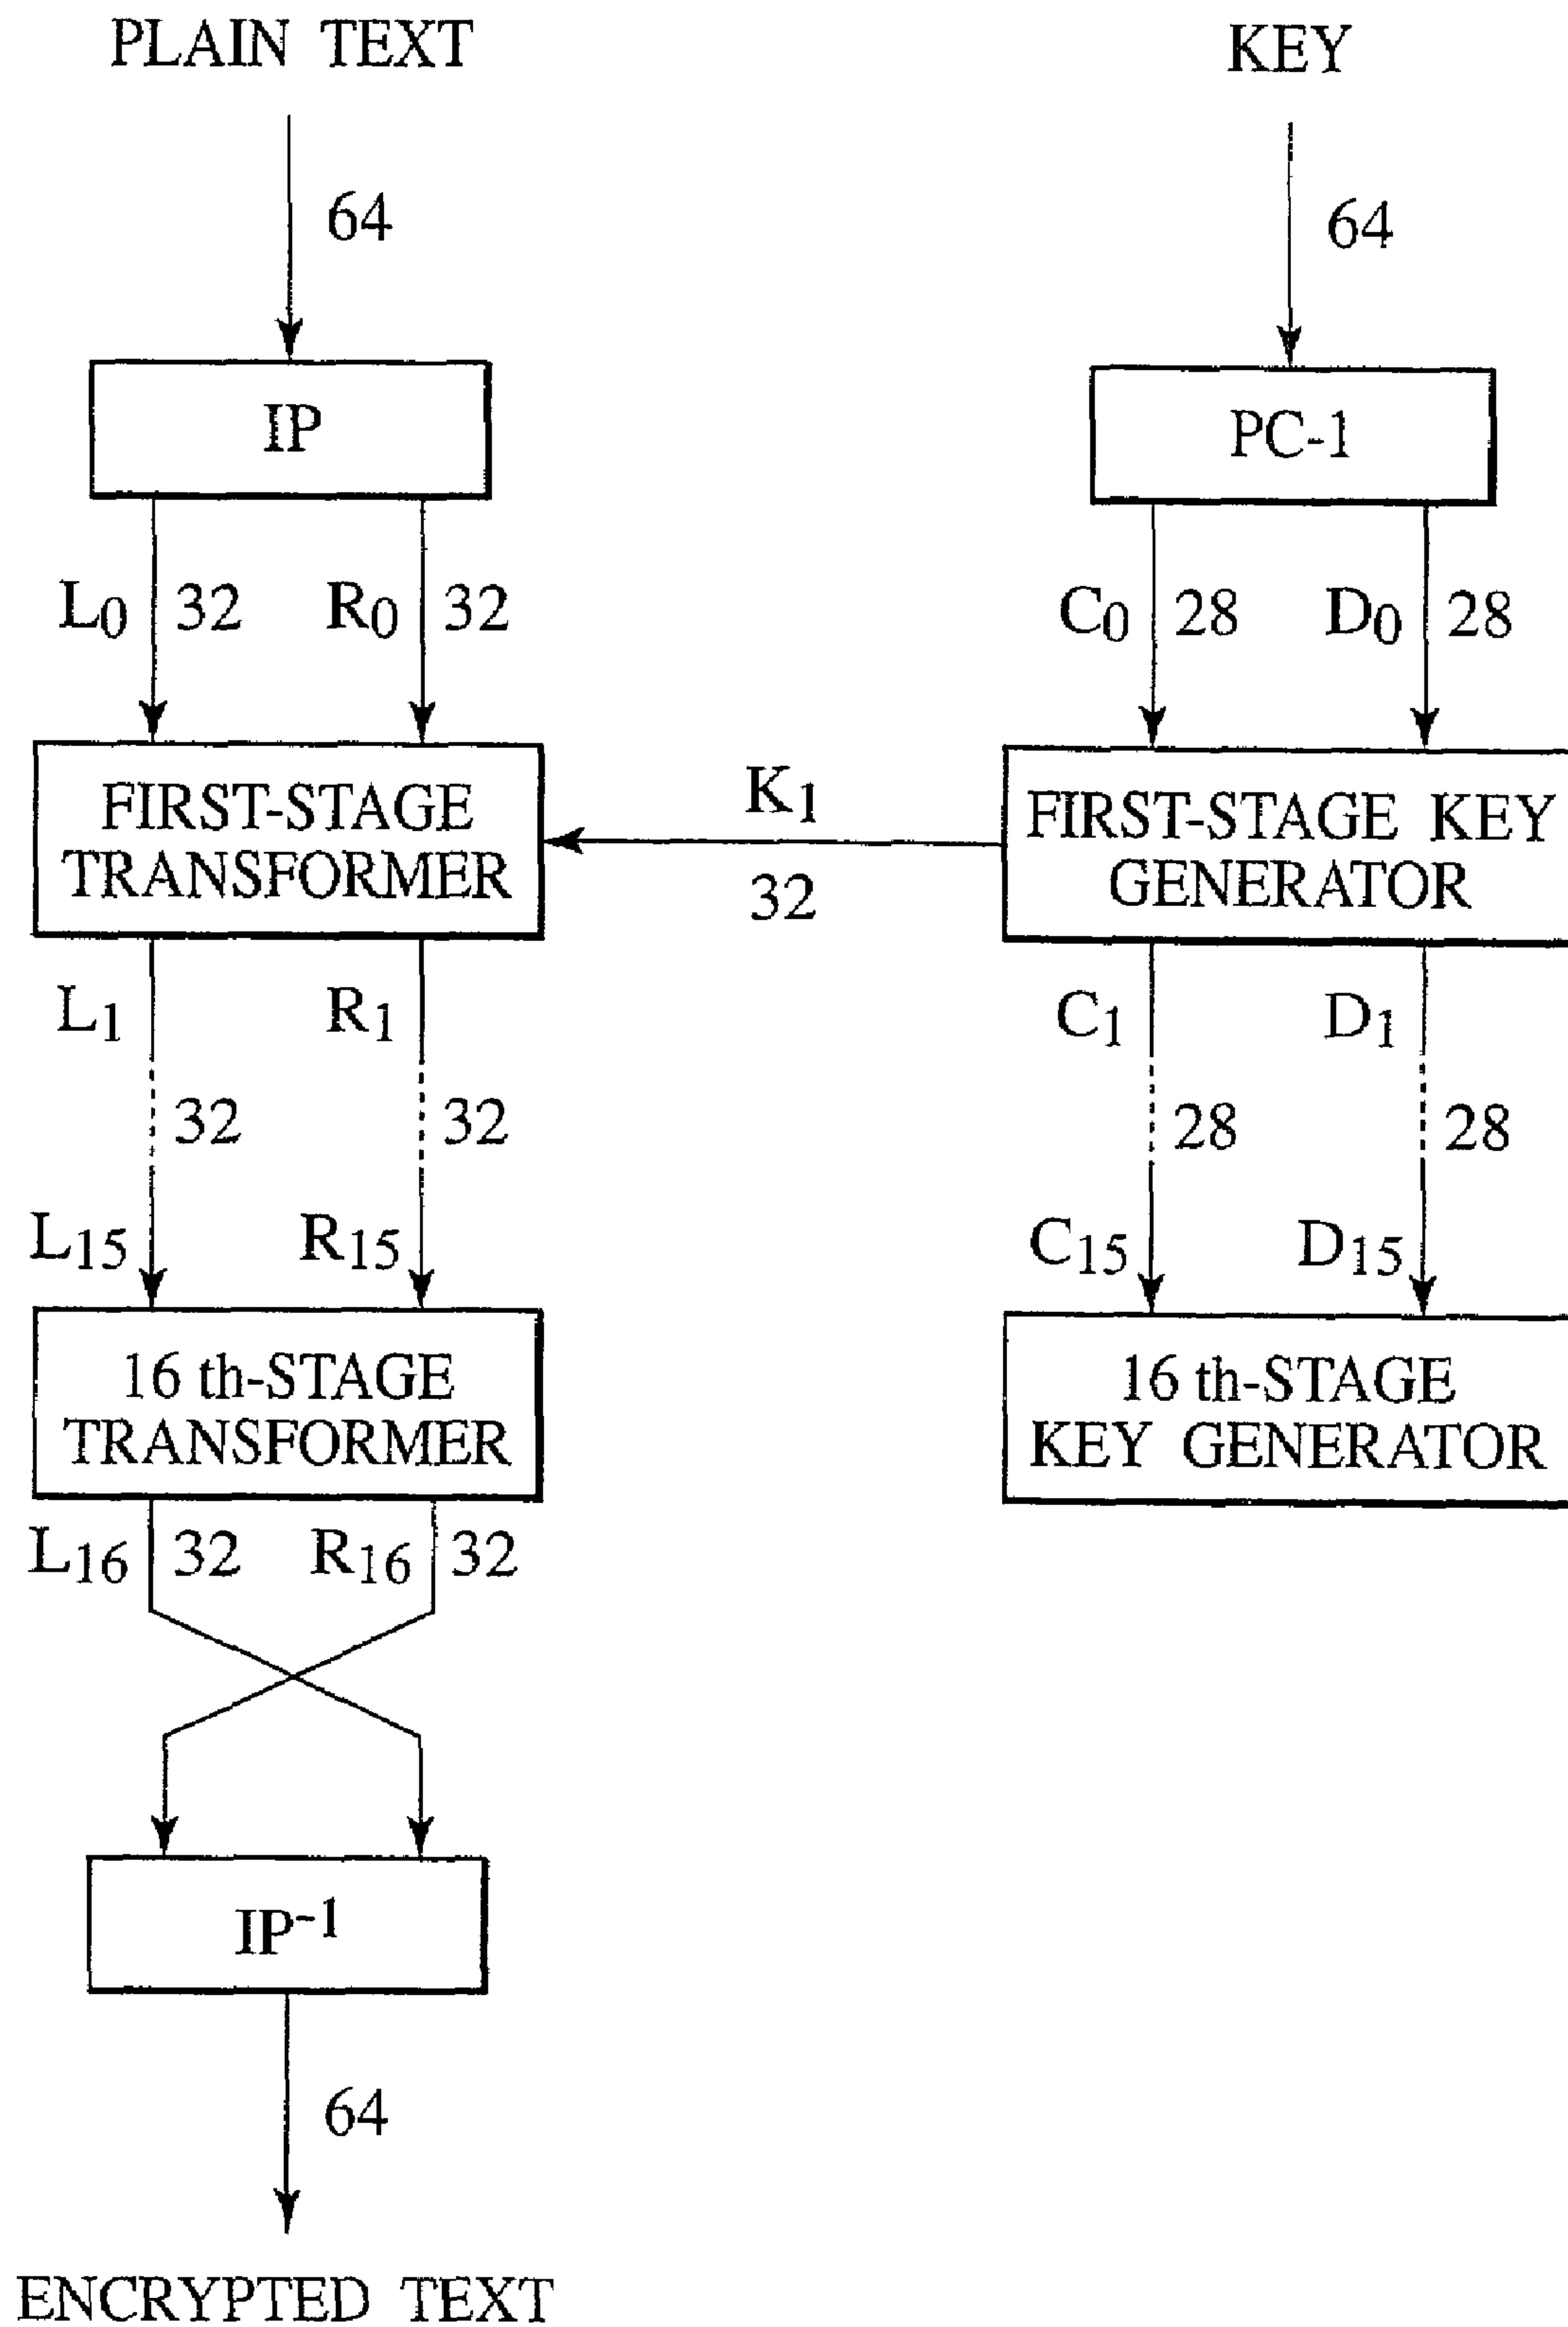 PLAIN TEXT
KEY
64
64
IP
PC-1
L0 32 R0 32
C0 28 D0 28
FIRST-STAGE
TRANSFORMER
K1
32
FIRST-STAGE KEY
GENERATOR
L1 R1
32 32
C1 D1
28 28
L15 R15
C15 D15
16 th-STAGE
TRANSFORMER
16 th-STAGE
KEY GENERATOR
L16 32 R16 32
IP-1
64
ENCRYPTED TEXT